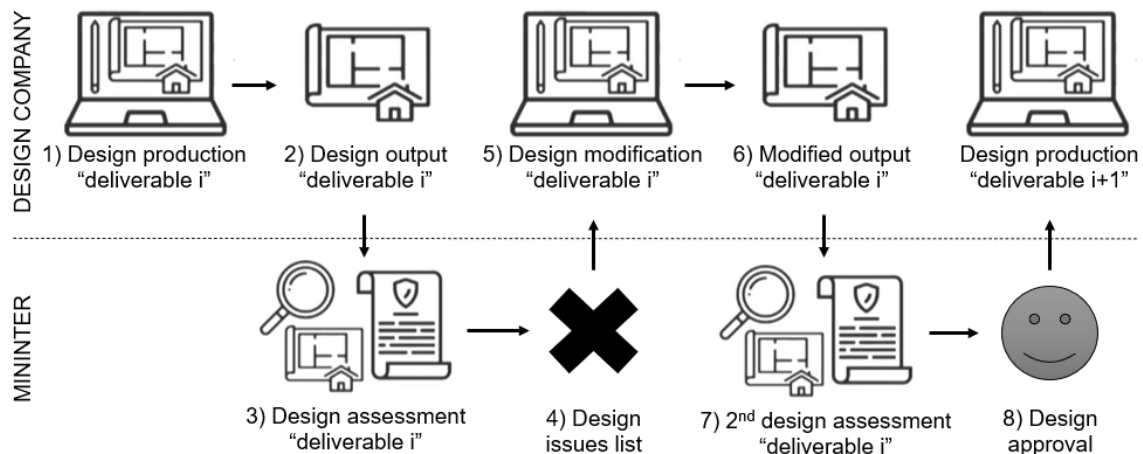 DESIGN COMPANY
1) Design production
“deliverable i”
2) Design output
“deliverable i”
5) Design modification
“deliverable i”
6) Modified output
“deliverable i”
Design production
“deliverable i+1”
MININTER
3) Design assessment
“deliverable i”
4) Design
issues list
7) 2nd design assessment
“deliverable i”
8) Design
approval